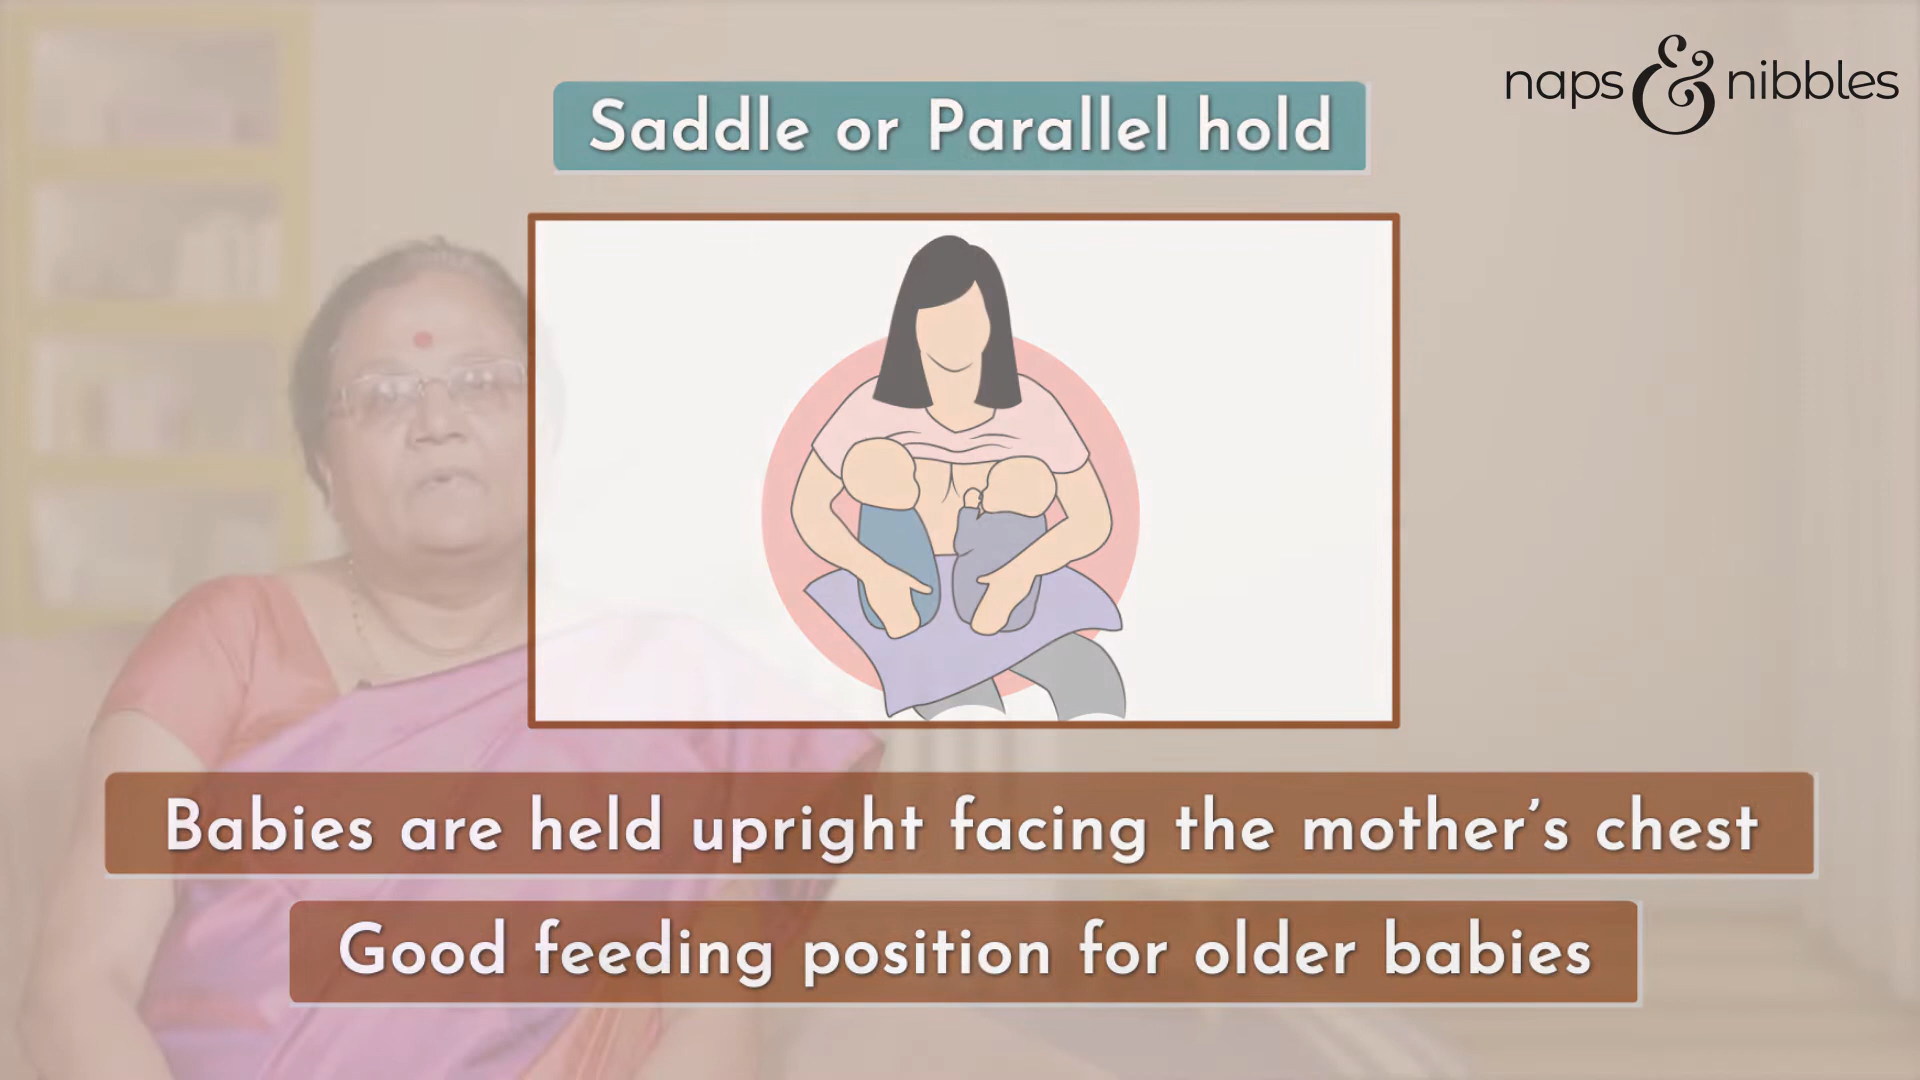 naps & nibbles
Saddle or Parallel hold
Babies are held upright facing the mother's chest
Good feeding position for older babies